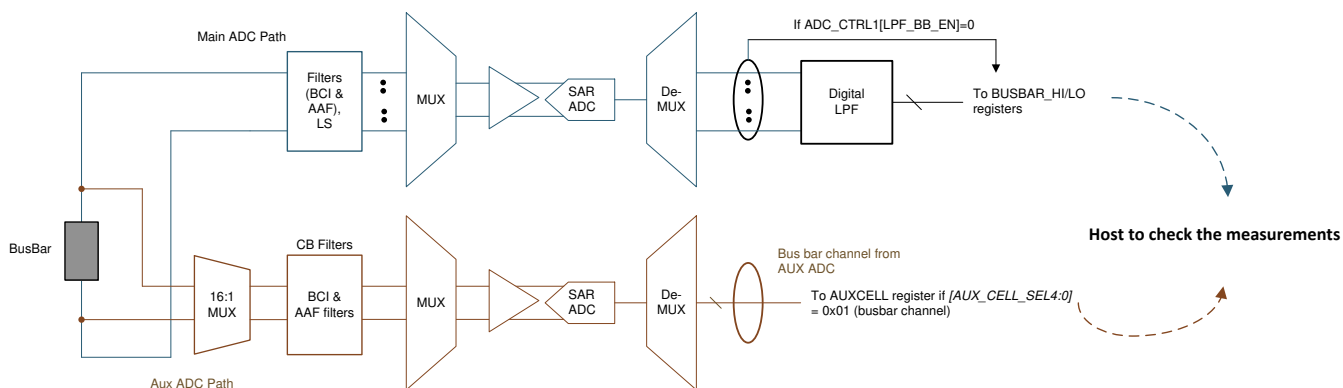 If ADC_CTRL1[LPF_BB_EN]=0
Main ADC Path
Filters
(BCI &
AAF),
LS
MUX
SAR
ADC
De-
MUX
Digital
LPF
To BUSBAR_HI/LO
registers
BusBar
CB Filters
16:1
MUX
BCI &
AAF filters
MUX
SAR
ADC
De-
MUX
Bus bar channel from
AUX ADC
To AUXCELL register if [AUX_CELL_SEL4:0]
= 0x01 (busbar channel)
Host to check the measurements
Aux ADC Path